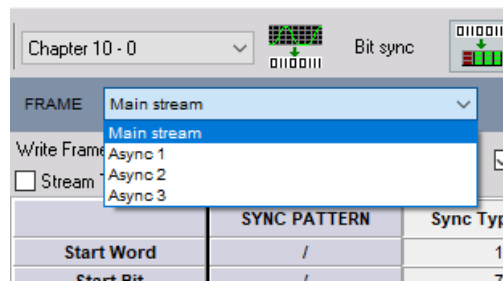 Chapter 10 - 0
01100111
Bit sync
FRAME
Main stream
Main stream
Async 1
Async 2
Async 3
Write Frame
Stream
SYNC PATTERN
Sync Typ
Start Word
/
1
Start Bit
/
7